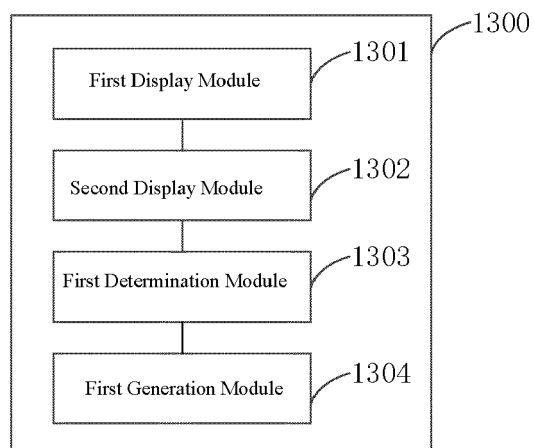 1300
First Display Module
1301
Second Display Module
1302
First Determination Module
1303
First Generation Module
1304